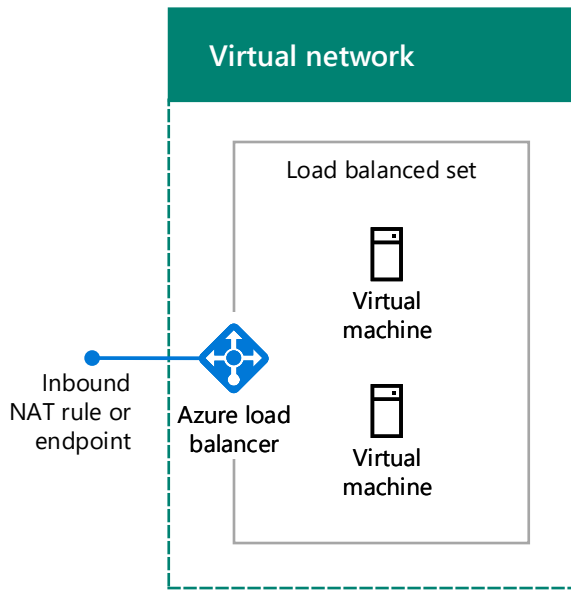 Virtual network
Load balanced set
Virtual
machine
Inbound
NAT rule or
endpoint
Azure load
balancer
Virtual
machine